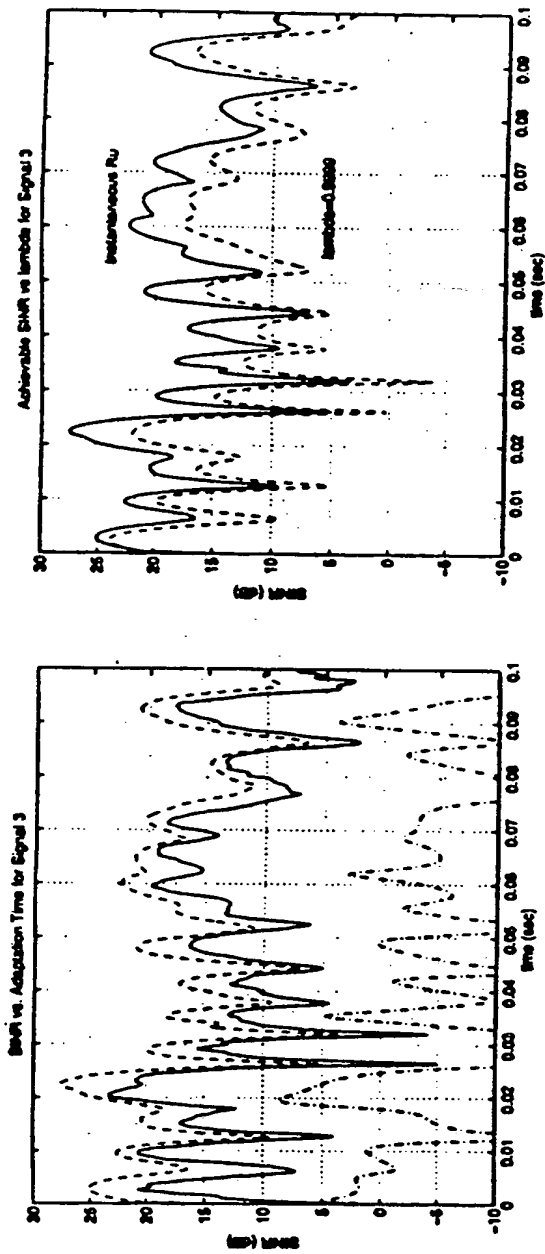 SINR vs. Adaptation Time for Signal 3
30
25
20
15
10
5
0
-5
-10
SINR (dB)
0 0.01 0.02 0.03 0.04 0.05 0.06 0.07 0.08 0.09 0.1
time (sec)
Achievable SINR vs lambda for Signal 3
30
25
20
15
10
5
0
-5
-10
SINR (dB)
Instantaneous Ru
lambda=0.9999
0 0.01 0.02 0.03 0.04 0.05 0.06 0.07 0.08 0.09 0.1
time (sec)